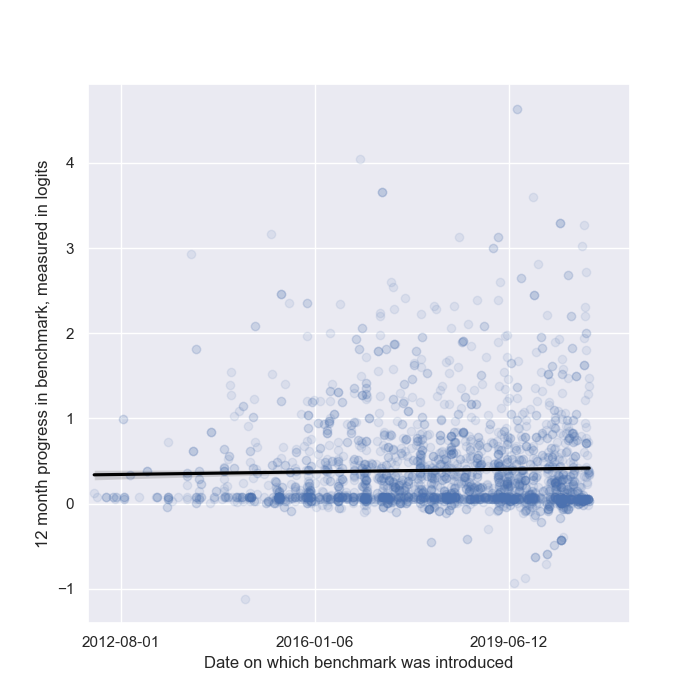 12 month progress in benchmark, measured in logits
4
3
2
1
0
−1
2012-08-01 2016-01-06 2019-06-12
Date on which benchmark was introduced